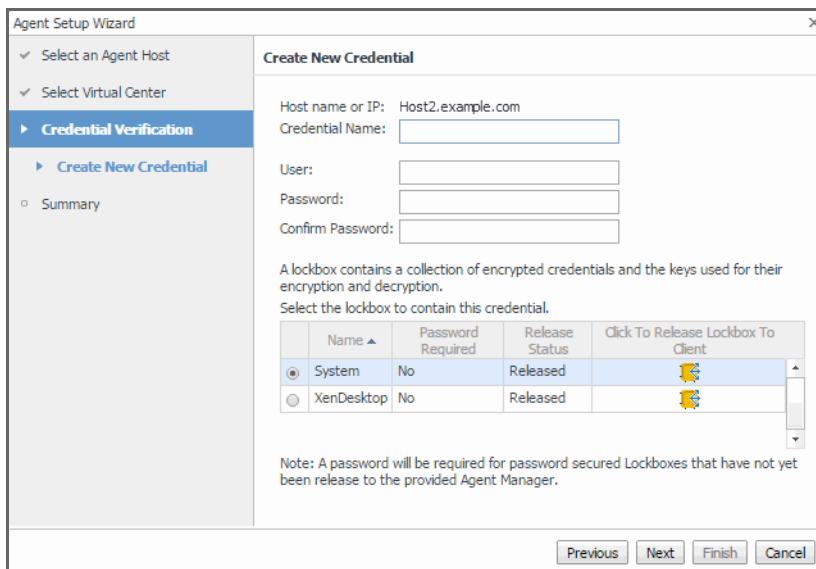 Agent Setup Wizard
Select an Agent Host
Select Virtual Center
Credential Verification
Create New Credential
Summary
Create New Credential
Host name or IP: Host2.example.com
Credential Name:
User:
Password:
Confirm Password:
A lockbox contains a collection of encrypted credentials and the keys used for their
encryption and decryption.
Select the lockbox to contain this credential.
Name Password Required Release Status Click To Release Lockbox To Client
System No Released
XenDesktop No Released
Note: A password will be required for password secured Lockboxes that have not yet
been release to the provided Agent Manager.
Previous Next Finish Cancel